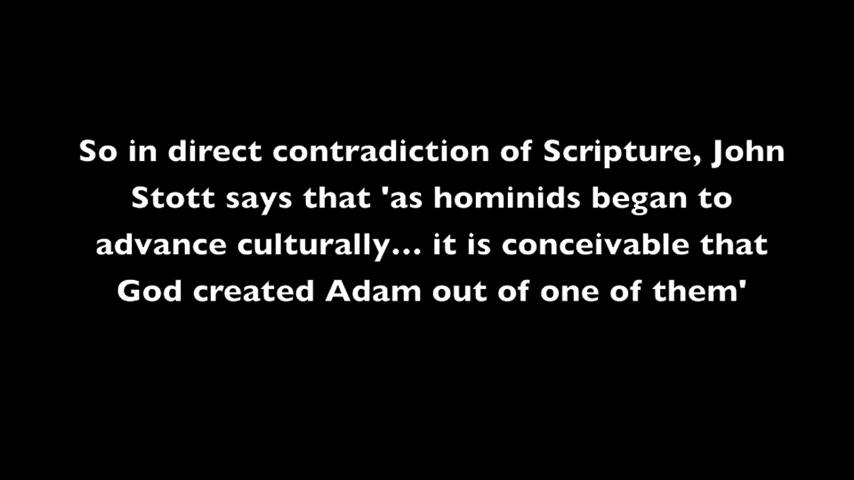 So in direct contradiction of Scripture, John
Stott says that 'as hominids began to
advance culturally... it is conceivable that
God created Adam out of one of them'